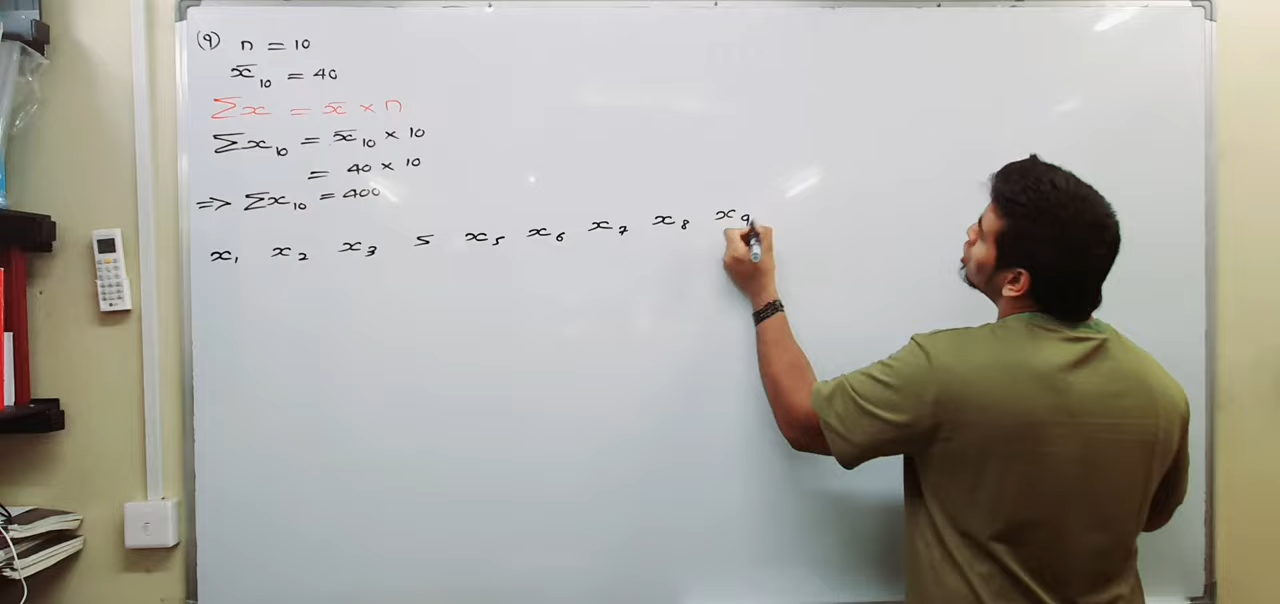 (9) n = 10
x̄₁₀ = 40
Σx = x̄ × n
Σx₁₀ = x̄₁₀ × 10
= 40 × 10
=> Σx₁₀ = 400
x₁ x₂ x₃ 5 x₅ x₆ x₇ x₈ x₉